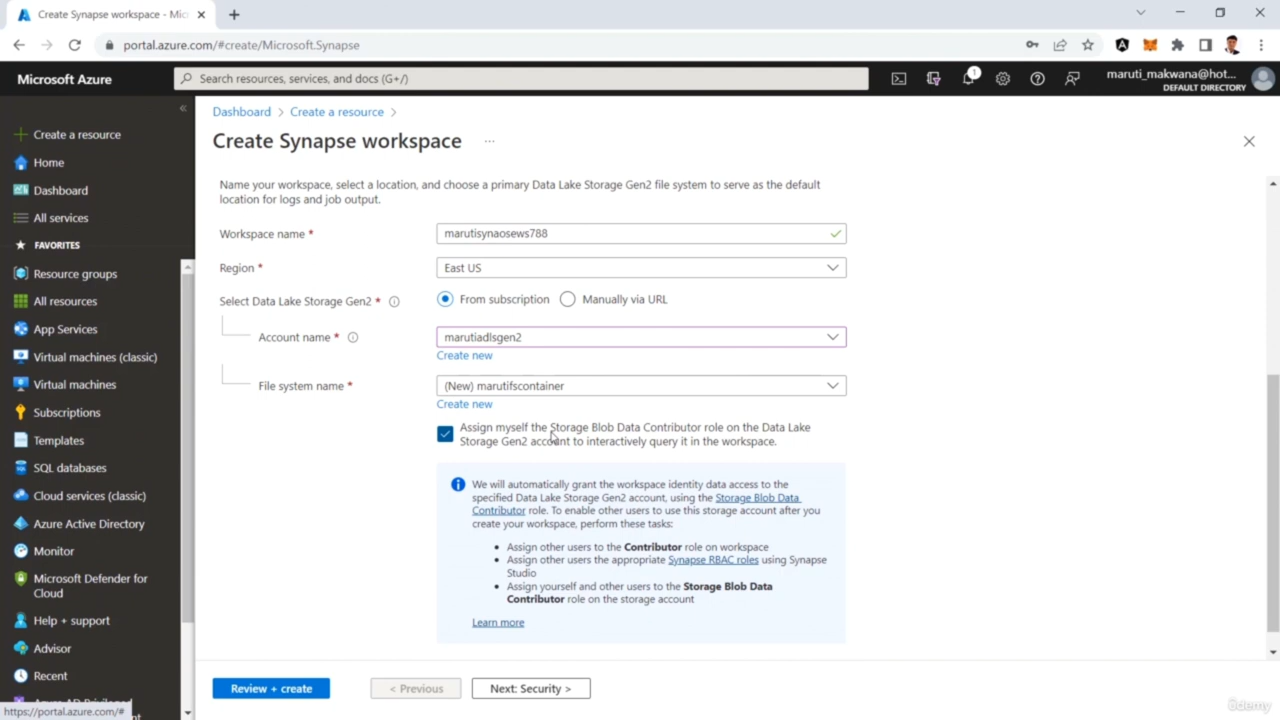 Create Synapse workspace - Mic
portal.azure.com/#create/Microsoft.Synapse
Microsoft Azure
Search resources, services, and docs (G+/)
1
maruti_makwana@hot...
DEFAULT DIRECTORY
Create a resource
Home
Dashboard
All services
FAVORITES
Resource groups
All resources
App Services
Virtual machines (classic)
Virtual machines
Subscriptions
Templates
SQL databases
Cloud services (classic)
Azure Active Directory
Monitor
Microsoft Defender for
Cloud
Help + support
Advisor
Recent
https://portal.azure.com/#
Dashboard > Create a resource >
Create Synapse workspace ...
Name your workspace, select a location, and choose a primary Data Lake Storage Gen2 file system to serve as the default
location for logs and job output.
Workspace name * marutisynaosews788
Region * East US
Select Data Lake Storage Gen2 * From subscription Manually via URL
Account name * marutiadlsgen2
Create new
File system name * (New) marutifscontainer
Create new
Assign myself the Storage Blob Data Contributor role on the Data Lake
Storage Gen2 account to interactively query it in the workspace.
We will automatically grant the workspace identity data access to the
specified Data Lake Storage Gen2 account, using the Storage Blob Data
Contributor role. To enable other users to use this storage account after you
create your workspace, perform these tasks:
• Assign other users to the Contributor role on workspace
• Assign other users the appropriate Synapse RBAC roles using Synapse
Studio
• Assign yourself and other users to the Storage Blob Data
Contributor role on the storage account
Learn more
Review + create
< Previous
Next: Security >
ûdemy